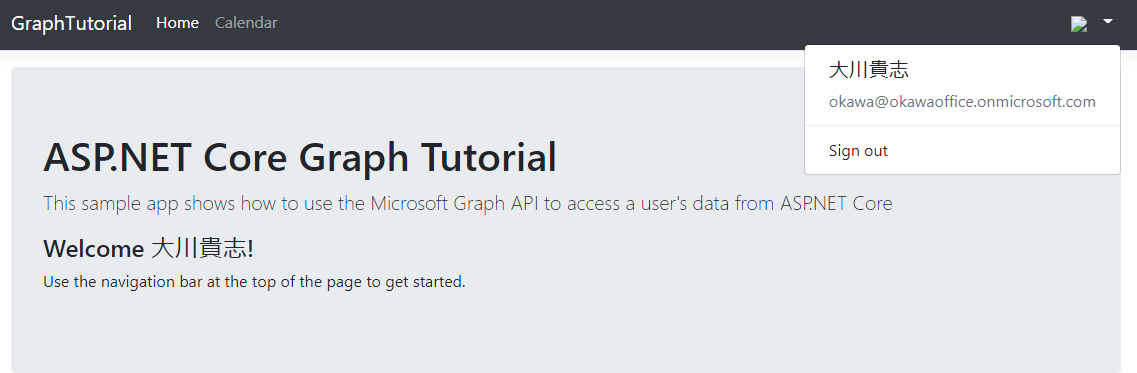 GraphTutorial Home Calendar
大川貴志
okawa@okawaoffice.onmicrosoft.com
Sign out
ASP.NET Core Graph Tutorial
This sample app shows how to use the Microsoft Graph API to access a user's data from ASP.NET Core
Welcome 大川貴志!
Use the navigation bar at the top of the page to get started.